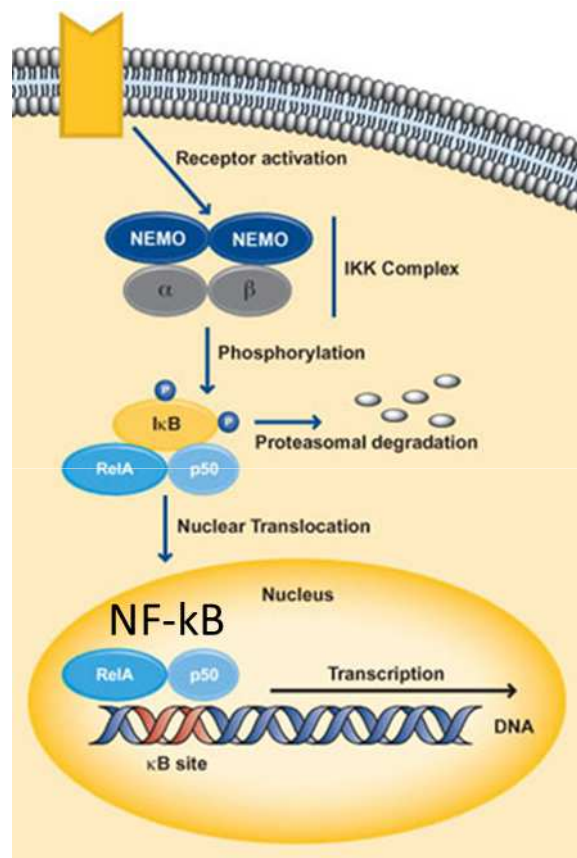 Receptor activation
NEMO
NEMO
α
β
IKK Complex
Phosphorylation
P
IκB
P
Proteasomal degradation
RelA
p50
Nuclear Translocation
Nucleus
NF-kB
RelA
p50
Transcription
DNA
κB site